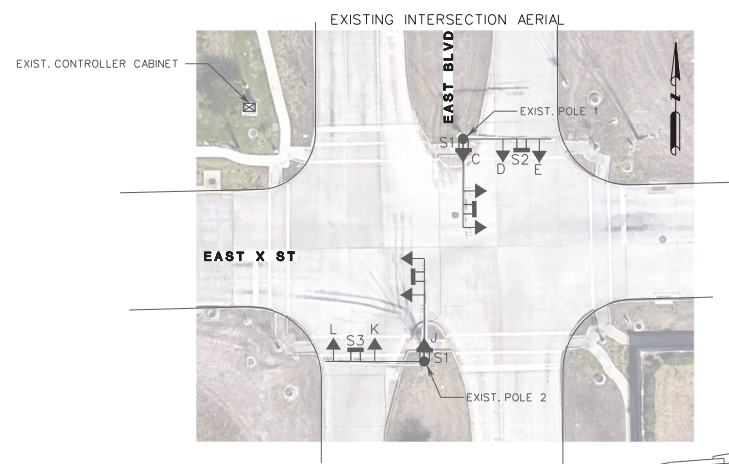 EXISTING INTERSECTION AERIAL
EXIST. CONTROLLER CABINET
EAST BLVD
EXIST. POLE 1
N
S1
C
D
S2
E
EAST X ST
L
S3
K
J
S1
EXIST. POLE 2